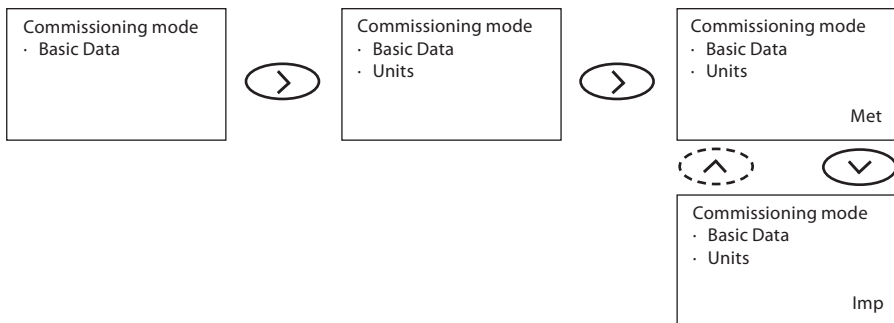 Commissioning mode
· Basic Data
Commissioning mode
· Basic Data
· Units
Commissioning mode
· Basic Data
· Units
Met
Commissioning mode
· Basic Data
· Units
Imp